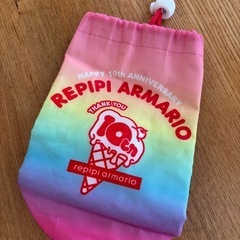 HAPPY 10th ANNIVERSARY
REPIPI ARMARIO
THANK YOU
10th
repipi armario